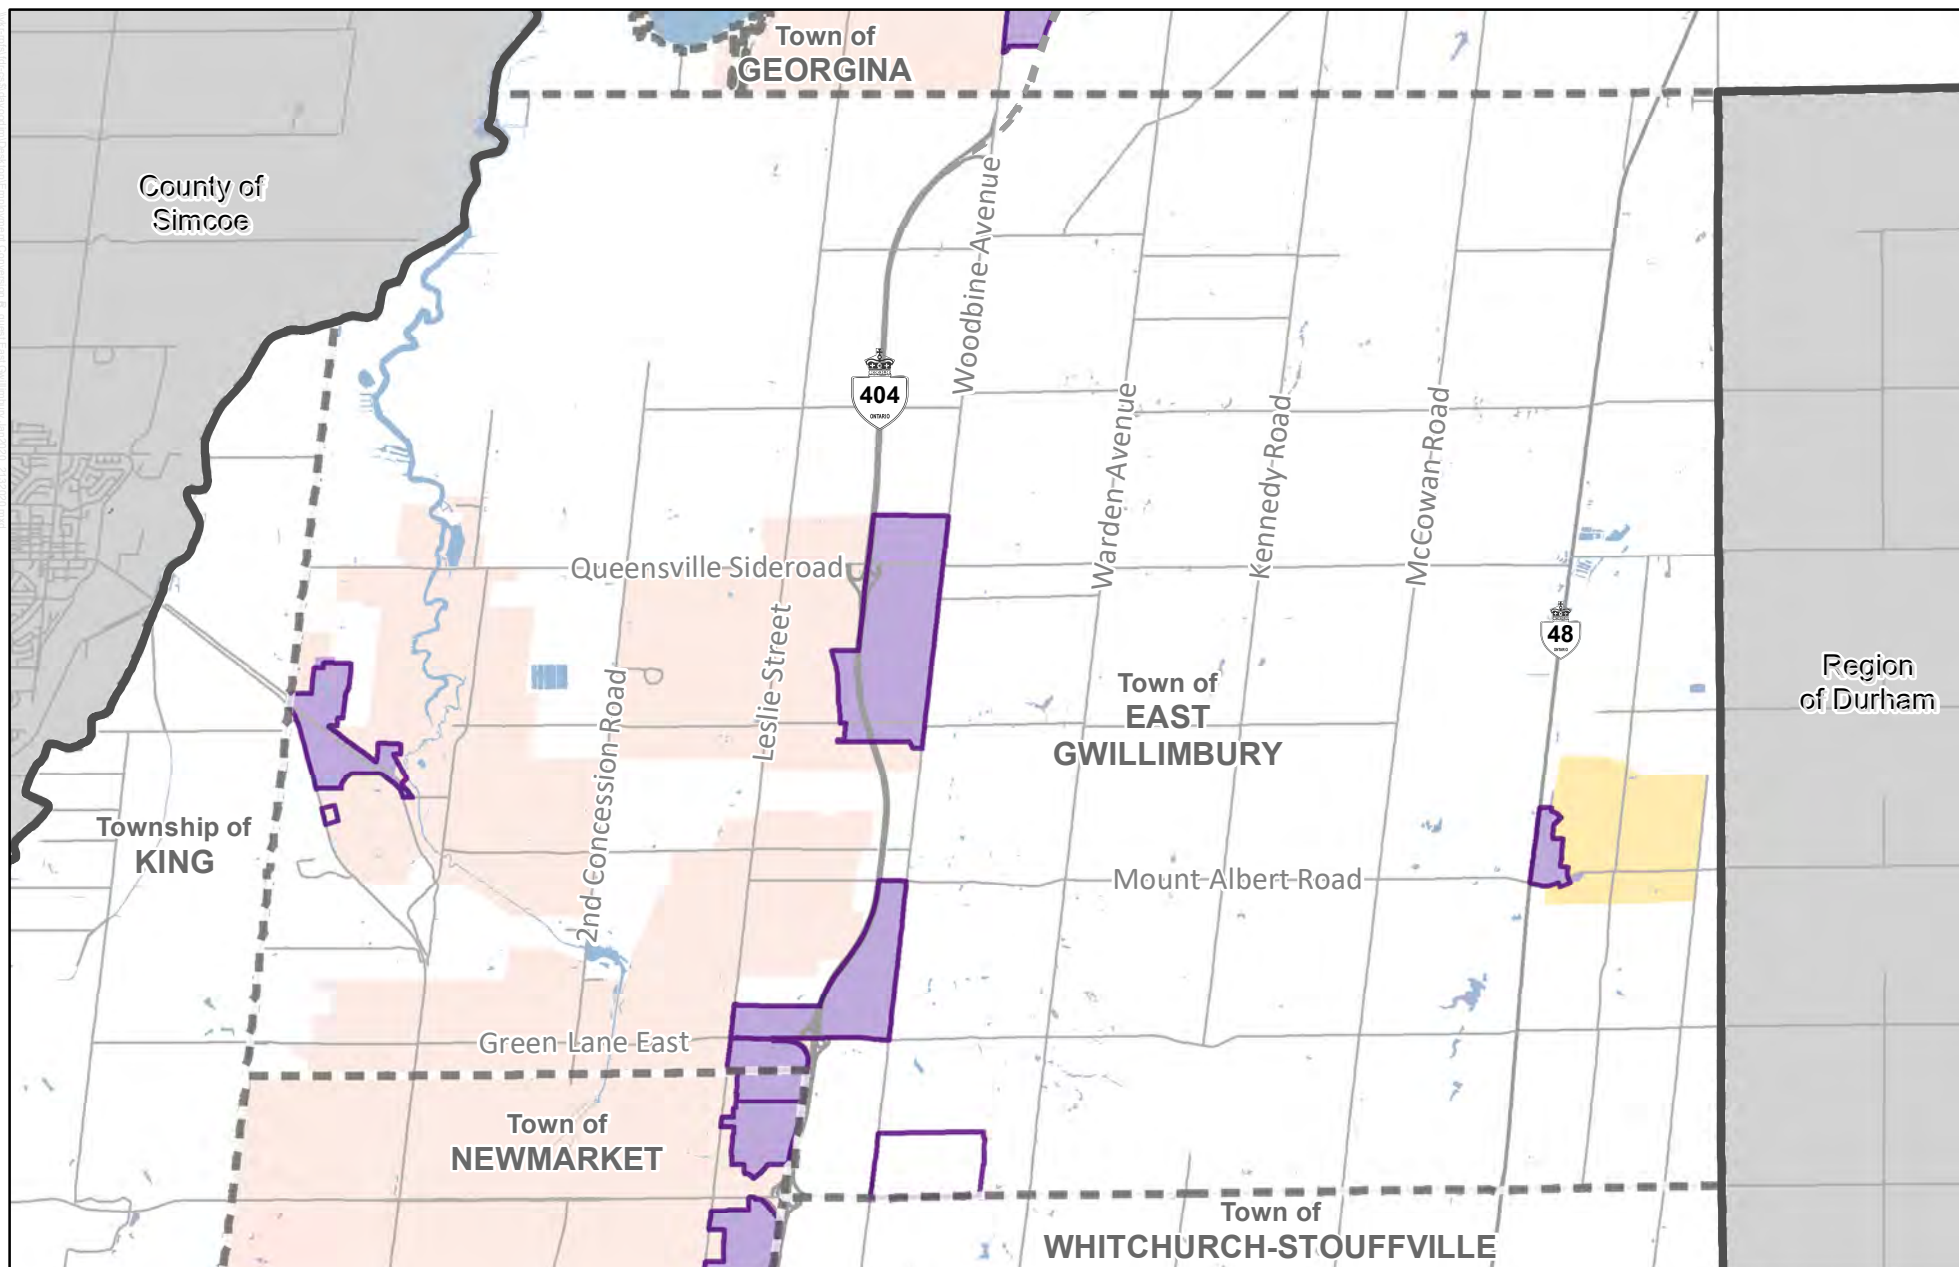 Town of
GEORGINA
County of
Simcoe
Woodbine Avenue
404
ONTARIO
Warden Avenue
Kennedy Road
McCowan Road
Queensville Sideroad
Leslie Street
2nd Concession Road
48
ONTARIO
Region
of Durham
Town of
EAST
GWILLIMBURY
Township of
KING
Mount Albert Road
Green Lane East
Town of
NEWMARKET
Town of
WHITCHURCH-STOUFFVILLE